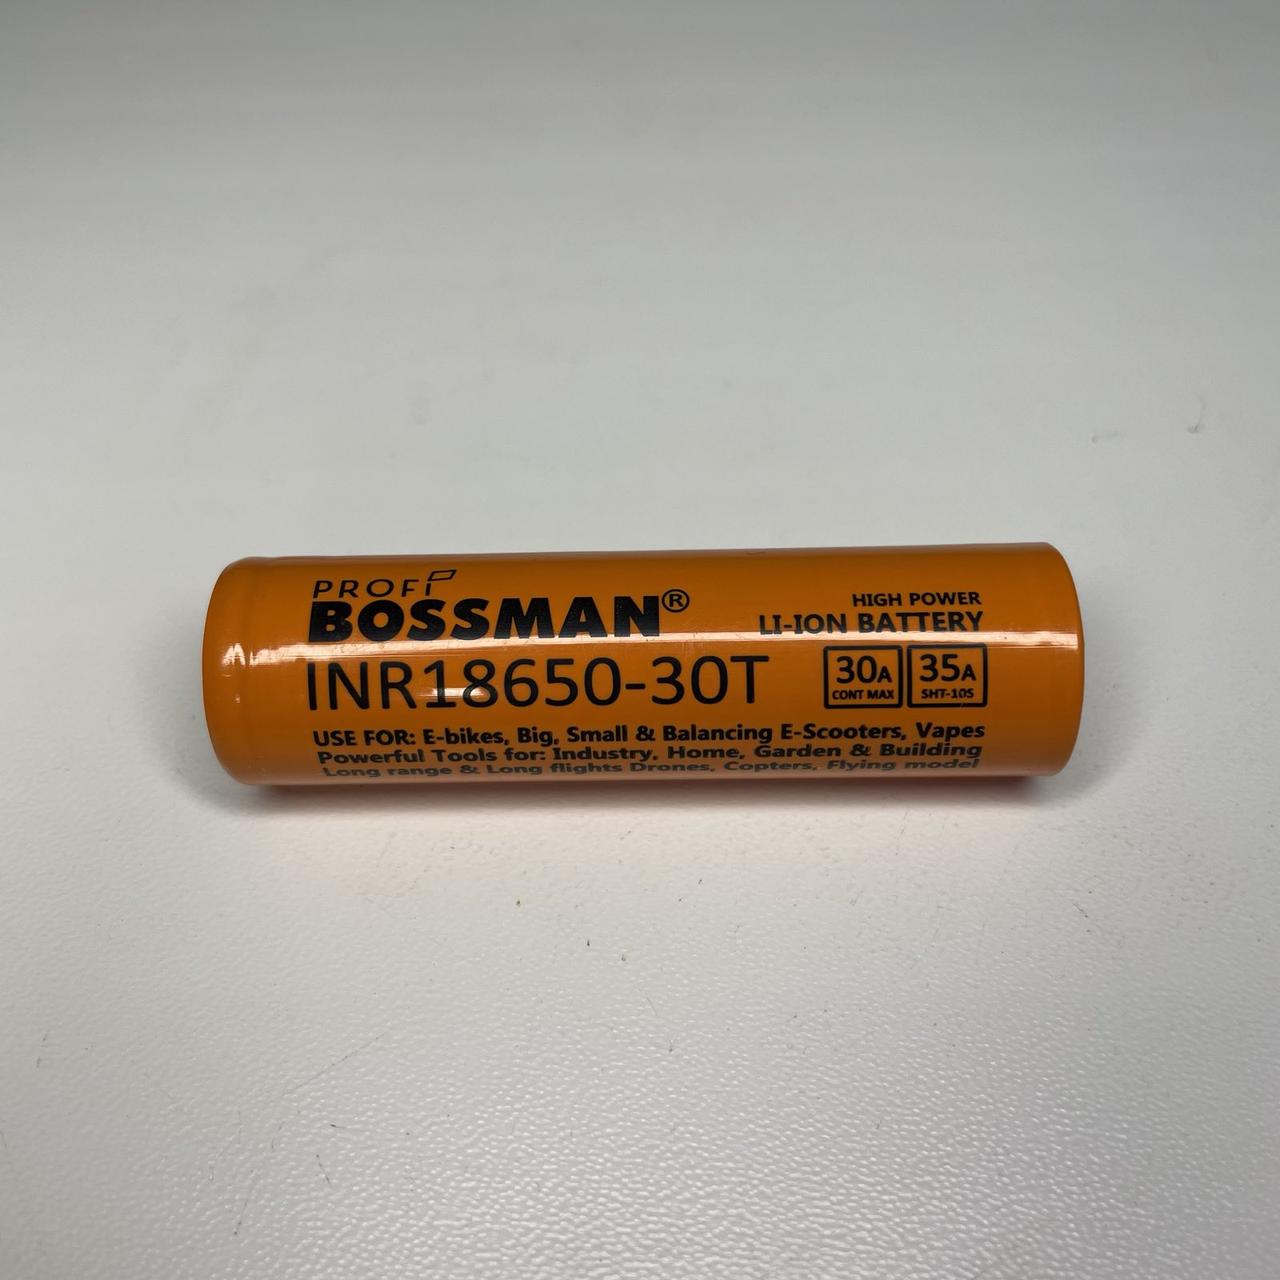 PROFi
BOSSMAN®
HIGH POWER
LI-ION BATTERY
INR18650-30T
30A
CONT MAX
35A
SHT-10S
USE FOR: E-bikes, Big, Small & Balancing E-Scooters, Vapes
Powerful Tools for: Industry, Home, Garden & Building
Long range & Long flights Drones, Copters, Flying model